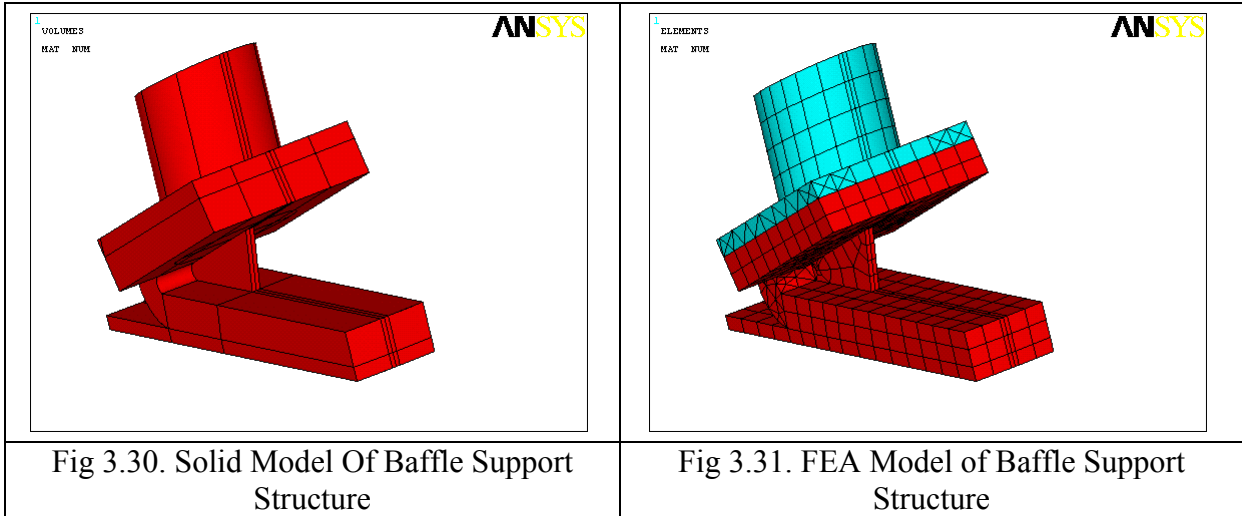 1
VOLUMES
MAT NUM
ANSYS
1
ELEMENTS
MAT NUM
ANSYS
Fig 3.30. Solid Model Of Baffle Support
Structure
Fig 3.31. FEA Model of Baffle Support
Structure